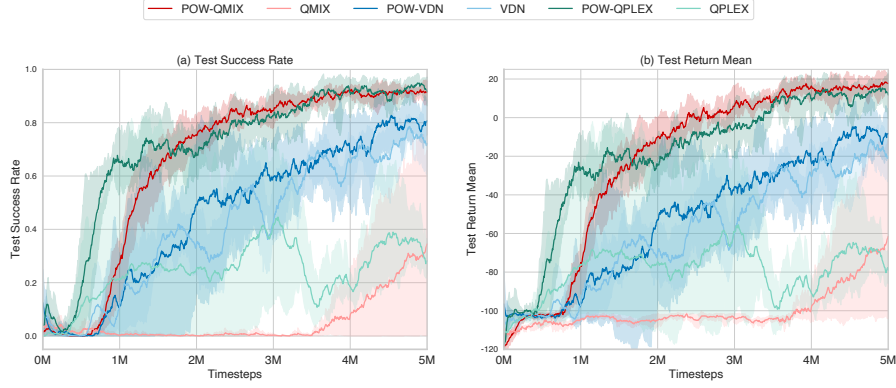 POW-QMIX QMIX POW-VDN VDN POW-QPLEX QPLEX
(a) Test Success Rate
Test Success Rate
1.0
0.8
0.6
0.4
0.2
0.0
0M 1M 2M 3M 4M 5M
Timesteps
(b) Test Return Mean
Test Return Mean
20
0
-20
-40
-60
-80
-100
-120
0M 1M 2M 3M 4M 5M
Timesteps